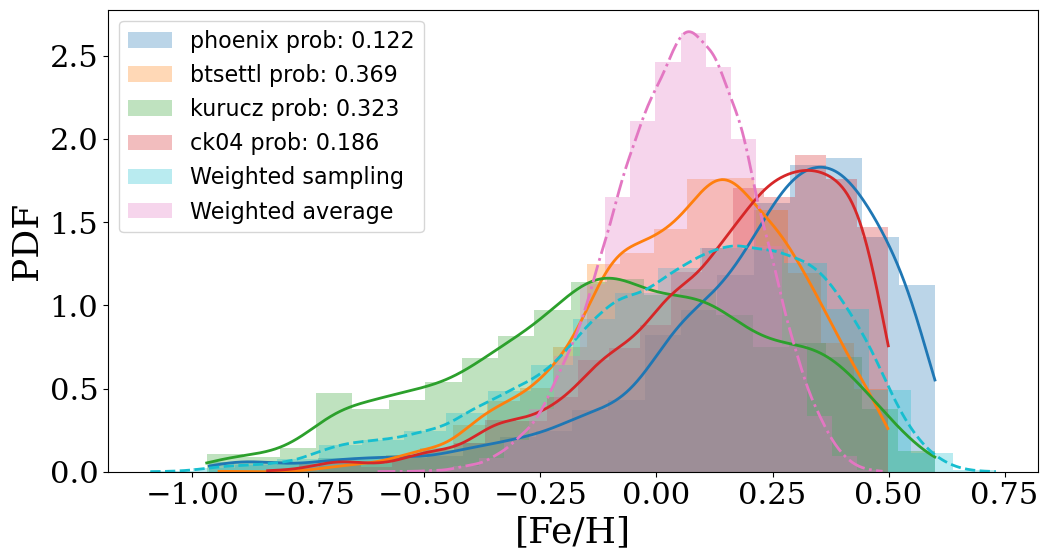 phoenix prob: 0.122
btsettl prob: 0.369
kurucz prob: 0.323
ck04 prob: 0.186
Weighted sampling
Weighted average
PDF
2.5
2.0
1.5
1.0
0.5
0.0
−1.00 −0.75 −0.50 −0.25 0.00 0.25 0.50 0.75
[Fe/H]